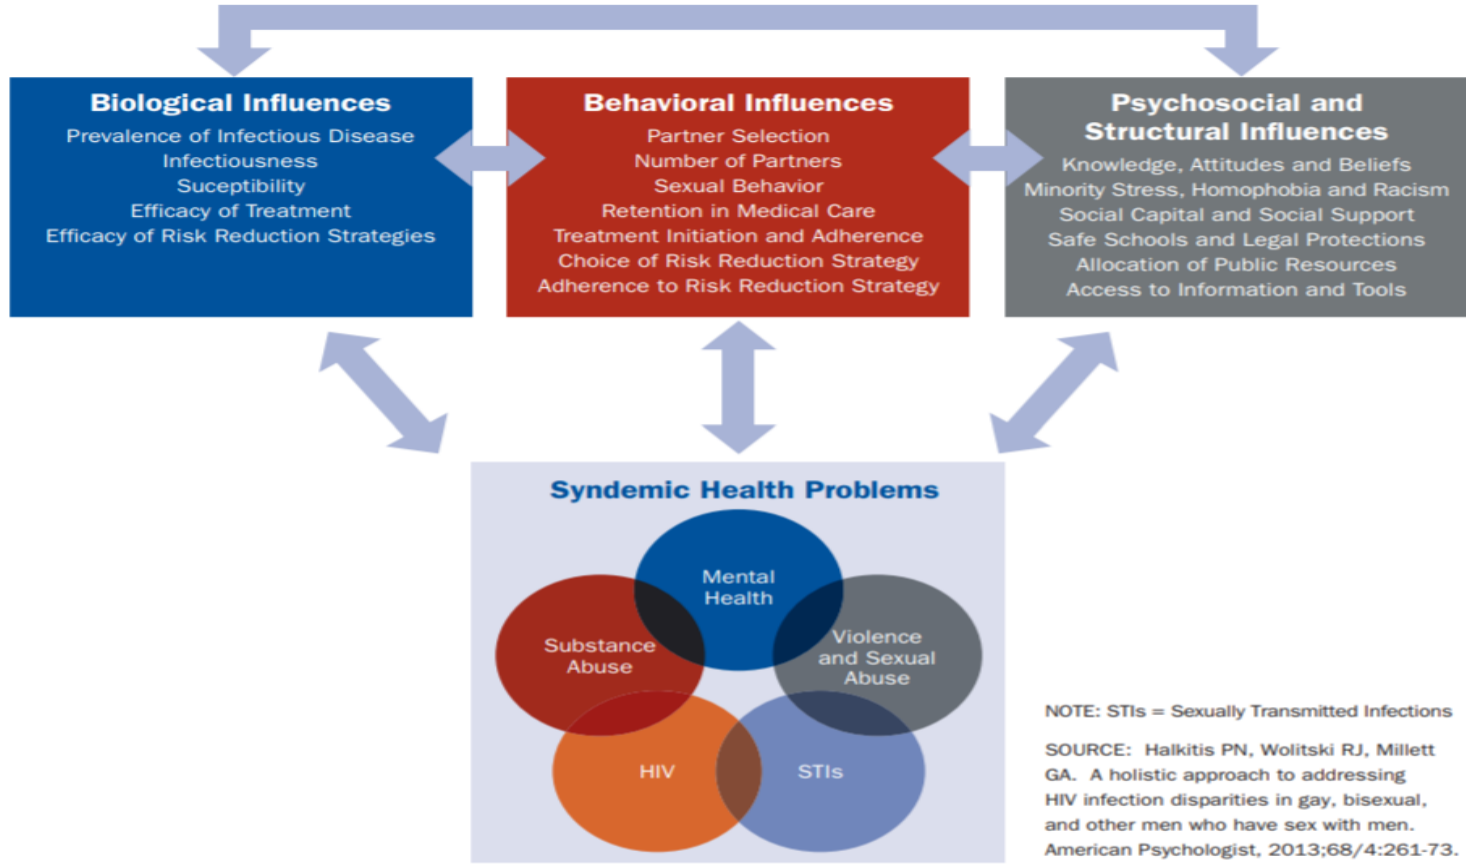 Biological Influences
Prevalence of Infectious Disease
Infectiousness
Suceptibility
Efficacy of Treatment
Efficacy of Risk Reduction Strategies
Behavioral Influences
Partner Selection
Number of Partners
Sexual Behavior
Retention in Medical Care
Treatment Initiation and Adherence
Choice of Risk Reduction Strategy
Adherence to Risk Reduction Strategy
Psychosocial and
Structural Influences
Knowledge, Attitudes and Beliefs
Minority Stress, Homophobia and Racism
Social Capital and Social Support
Safe Schools and Legal Protections
Allocation of Public Resources
Access to Information and Tools
Syndemic Health Problems
Mental
Health
Substance
Abuse
Violence
and Sexual
Abuse
HIV
STIs
NOTE: STIs = Sexually Transmitted Infections
SOURCE: Halkitis PN, Wolitski RJ, Millett
GA. A holistic approach to addressing
HIV infection disparities in gay, bisexual,
and other men who have sex with men.
American Psychologist, 2013;68/4:261-73.